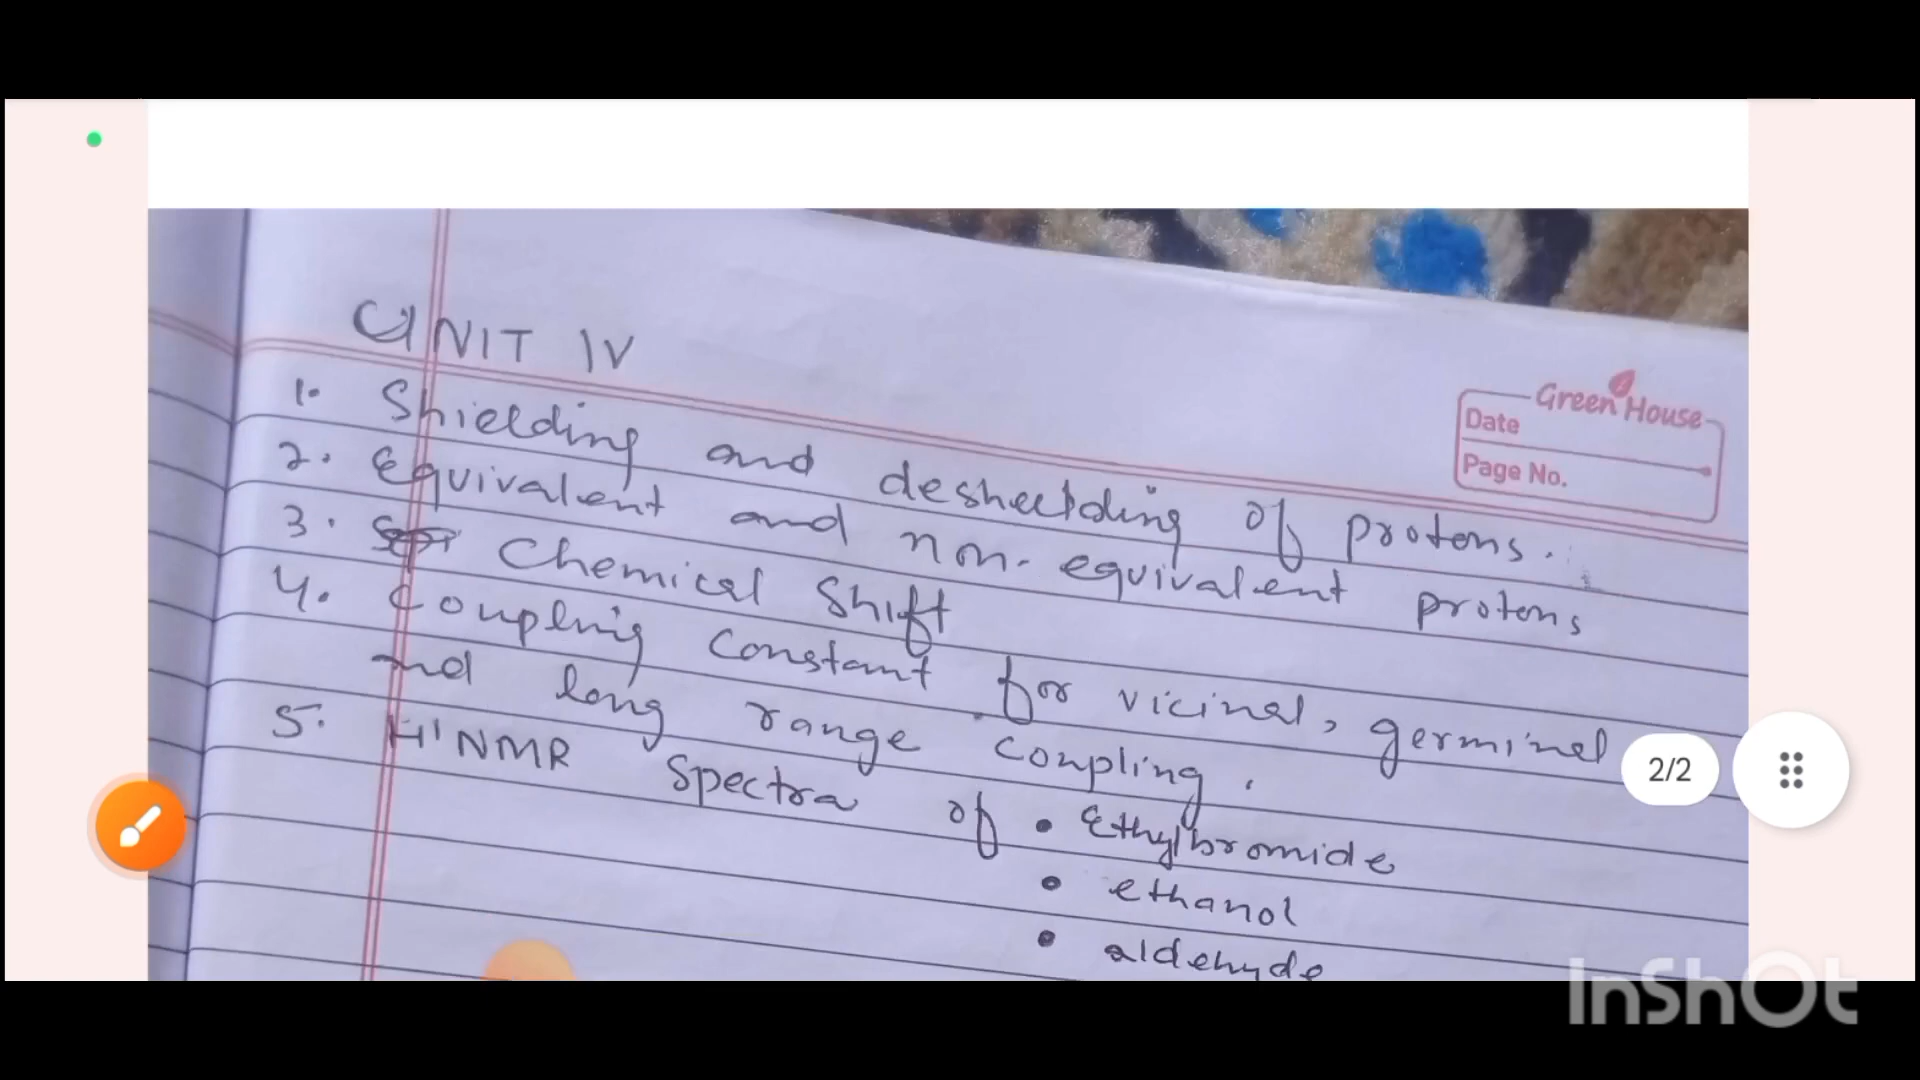 UNIT IV
Green House
Date
Page No.
1. Shielding and desheilding of protons.
2. Equivalent and non-equivalent protons
3. Chemical Shift
4. Coupling Constant for vicinal, germinal
and long range coupling.
5. H'NMR Spectra of • Ethylbromide
• ethanol
• aldehyde
2/2
InShOt